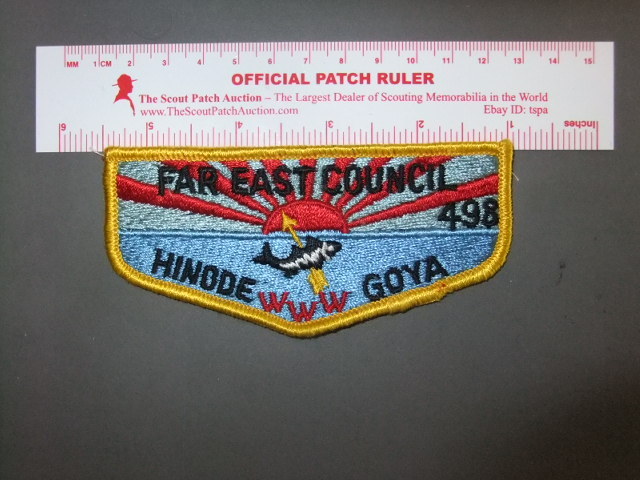 MM 1 CM 2 3 4 5 6 7 8 9 10 11 12 13 14 15
OFFICIAL PATCH RULER
The Scout Patch Auction – The Largest Dealer of Scouting Memorabilia in the World
www.TheScoutPatchAuction.com Ebay ID: tspa
6 5 4 3 2 1 Inches
FAR EAST COUNCIL
498
HINODE GOYA
WWW